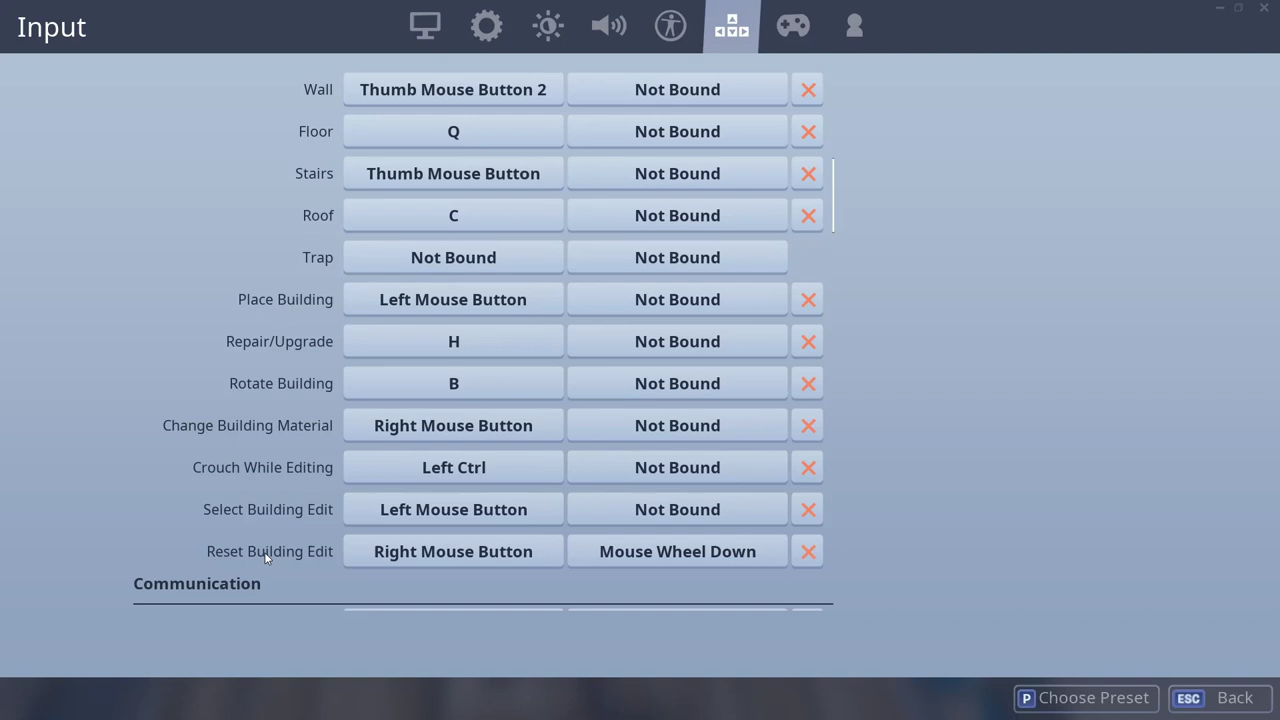 Input
Wall Thumb Mouse Button 2 Not Bound
Floor Q Not Bound
Stairs Thumb Mouse Button Not Bound
Roof C Not Bound
Trap Not Bound Not Bound
Place Building Left Mouse Button Not Bound
Repair/Upgrade H Not Bound
Rotate Building B Not Bound
Change Building Material Right Mouse Button Not Bound
Crouch While Editing Left Ctrl Not Bound
Select Building Edit Left Mouse Button Not Bound
Reset Building Edit Right Mouse Button Mouse Wheel Down
Communication
P Choose Preset ESC Back